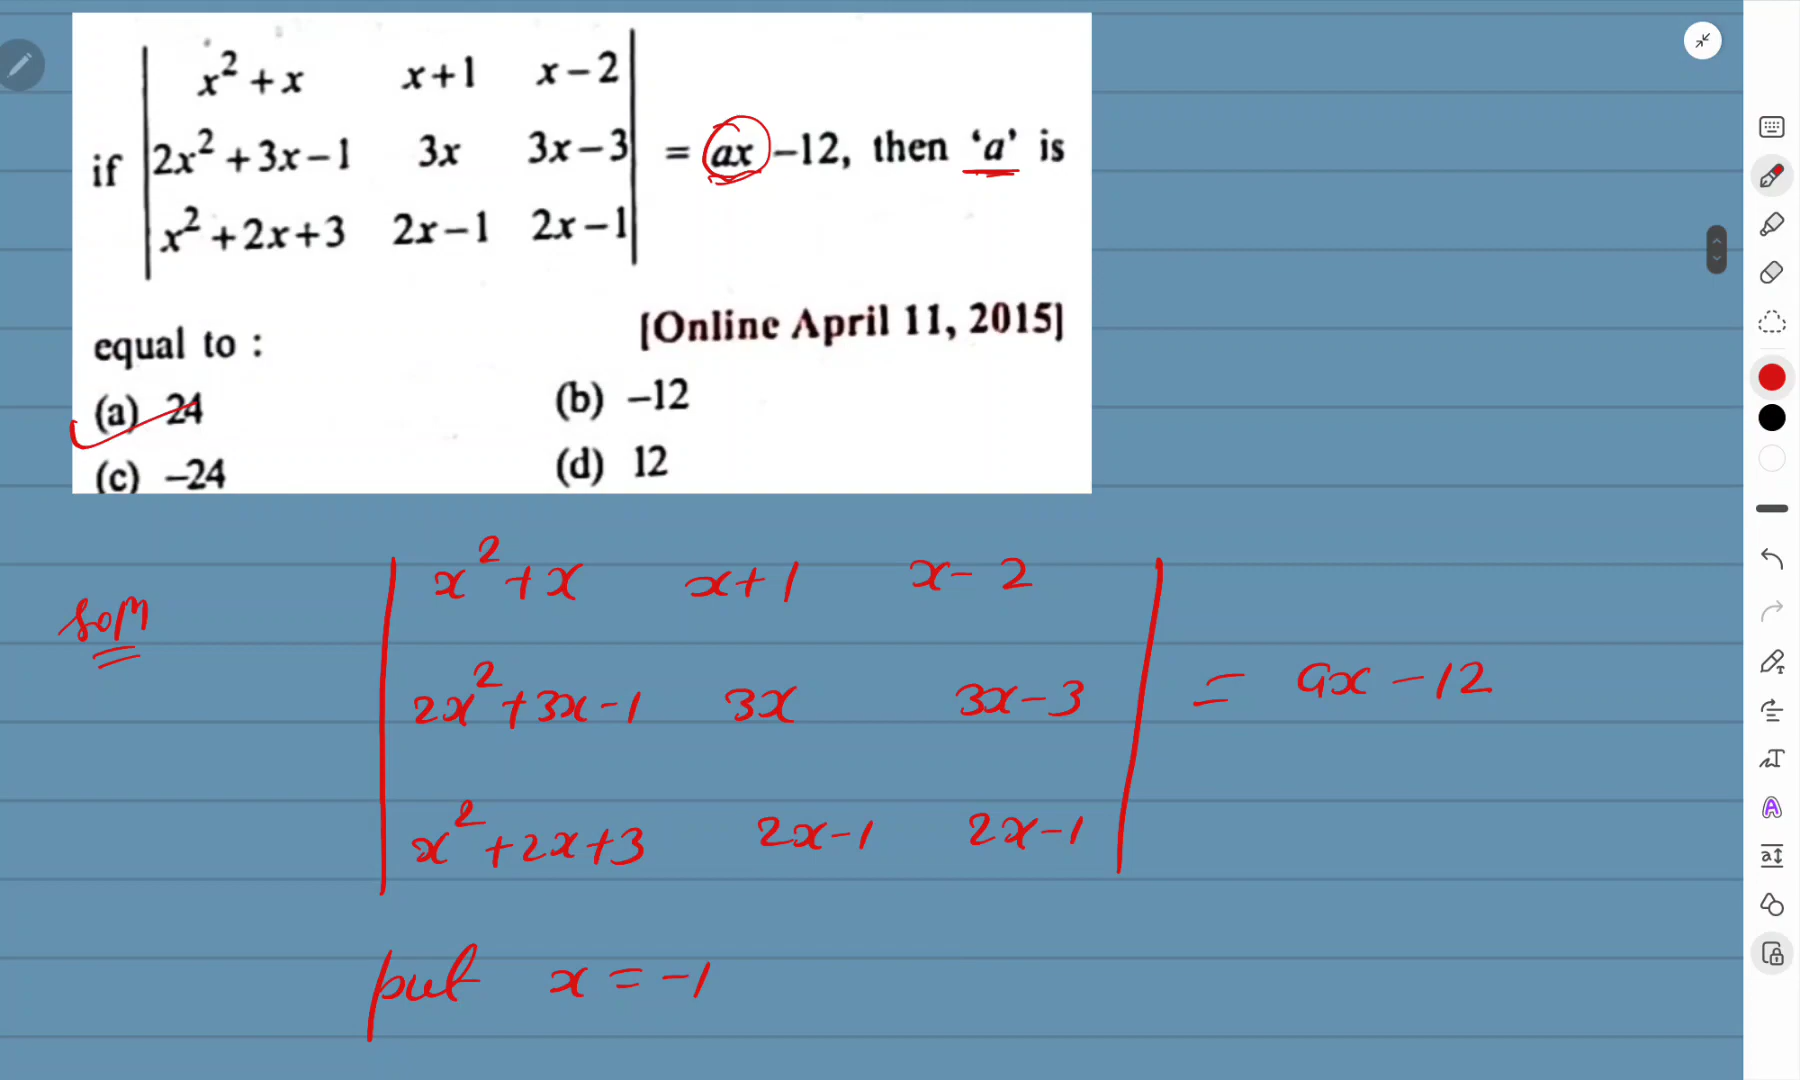 x² + x   x+1   x−2
if 2x² + 3x−1   3x   3x−3 = ax −12, then ‘a’ is
x² + 2x+3   2x−1   2x−1
equal to :   [Online April 11, 2015]
(a) 24   (b) −12
(c) −24   (d) 12
x²+x   x+1   x−2
soln   2x²+3x−1   3x   3x−3 = ax −12
x²+2x+3   2x−1   2x−1
put x = −1